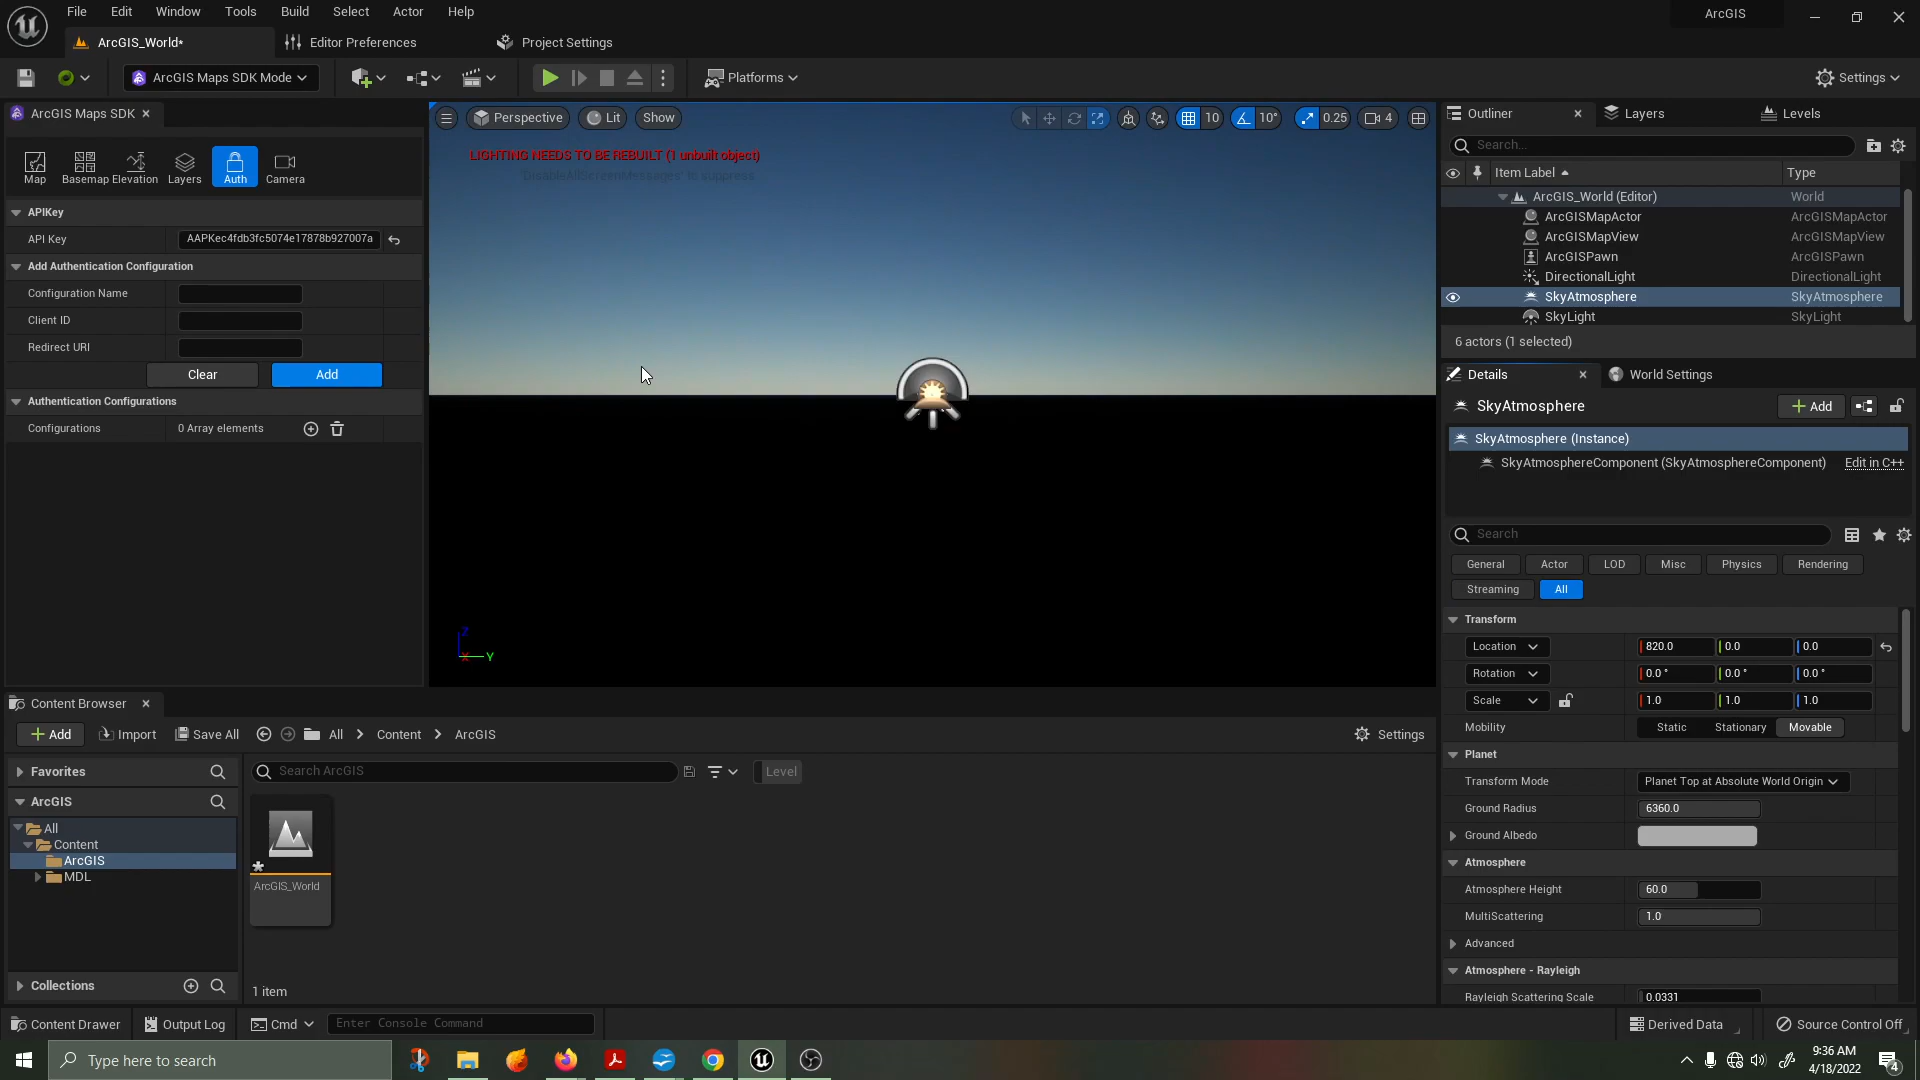 File Edit Window Tools Build Select Actor Help
ArcGIS
ArcGIS_World* Editor Preferences Project Settings
ArcGIS Maps SDK Mode Platforms Settings
ArcGIS Maps SDK
Map Basemap Elevation Layers Auth Camera
APIKey
API Key AAPKec4fdb3fc5074e17878b927007a
Add Authentication Configuration
Configuration Name
Client ID
Redirect URI
Clear Add
Authentication Configurations
Configurations 0 Array elements
Perspective Lit Show 10 10° 0.25 4
LIGHTING NEEDS TO BE REBUILT (1 unbuilt object)
'DisableAllScreenMessages' to suppress
Z
X Y
Outliner Layers Levels
Search...
Item Label Type
ArcGIS_World (Editor) World
ArcGISMapActor ArcGISMapActor
ArcGISMapView ArcGISMapView
ArcGISPawn ArcGISPawn
DirectionalLight DirectionalLight
SkyAtmosphere SkyAtmosphere
SkyLight SkyLight
6 actors (1 selected)
Details World Settings
SkyAtmosphere Add
SkyAtmosphere (Instance)
SkyAtmosphereComponent (SkyAtmosphereComponent) Edit in C++
Search
General Actor LOD Misc Physics Rendering
Streaming All
Transform
Location 820.0 0.0 0.0
Rotation 0.0 ° 0.0 ° 0.0 °
Scale 1.0 1.0 1.0
Mobility Static Stationary Movable
Planet
Transform Mode Planet Top at Absolute World Origin
Ground Radius 6360.0
Ground Albedo
Atmosphere
Atmosphere Height 60.0
MultiScattering 1.0
Advanced
Atmosphere - Rayleigh
Rayleigh Scattering Scale 0.0331
Content Browser
Add Import Save All All Content ArcGIS Settings
Favorites
Search ArcGIS Level
ArcGIS
All
Content
ArcGIS
MDL
ArcGIS_World
Collections
1 item
Content Drawer Output Log Cmd Enter Console Command Derived Data Source Control Off
Type here to search
9:36 AM
4/18/2022
4